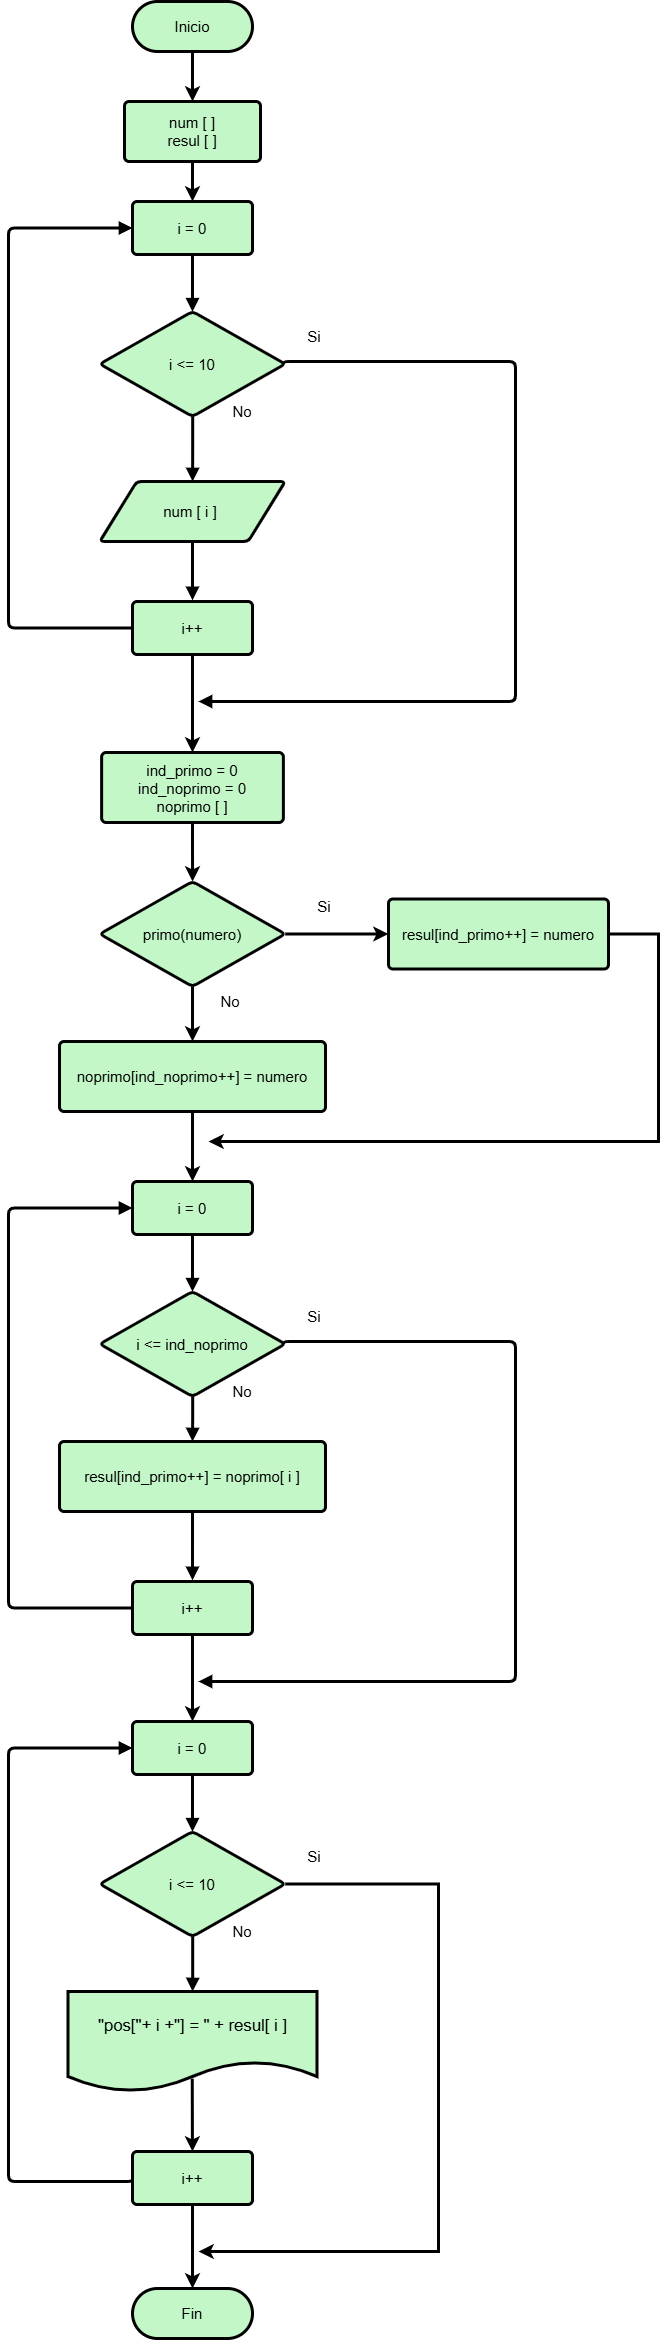 Inicio
num [ ]
resul [ ]
i = 0
i <= 10
Si
No
num [ i ]
i++
ind_primo = 0
ind_noprimo = 0
noprimo [ ]
primo(numero)
Si
resul[ind_primo++] = numero
No
noprimo[ind_noprimo++] = numero
i = 0
i <= ind_noprimo
Si
No
resul[ind_primo++] = noprimo[ i ]
i++
i = 0
i <= 10
Si
No
"pos["+ i +"] = " + resul[ i ]
i++
Fin